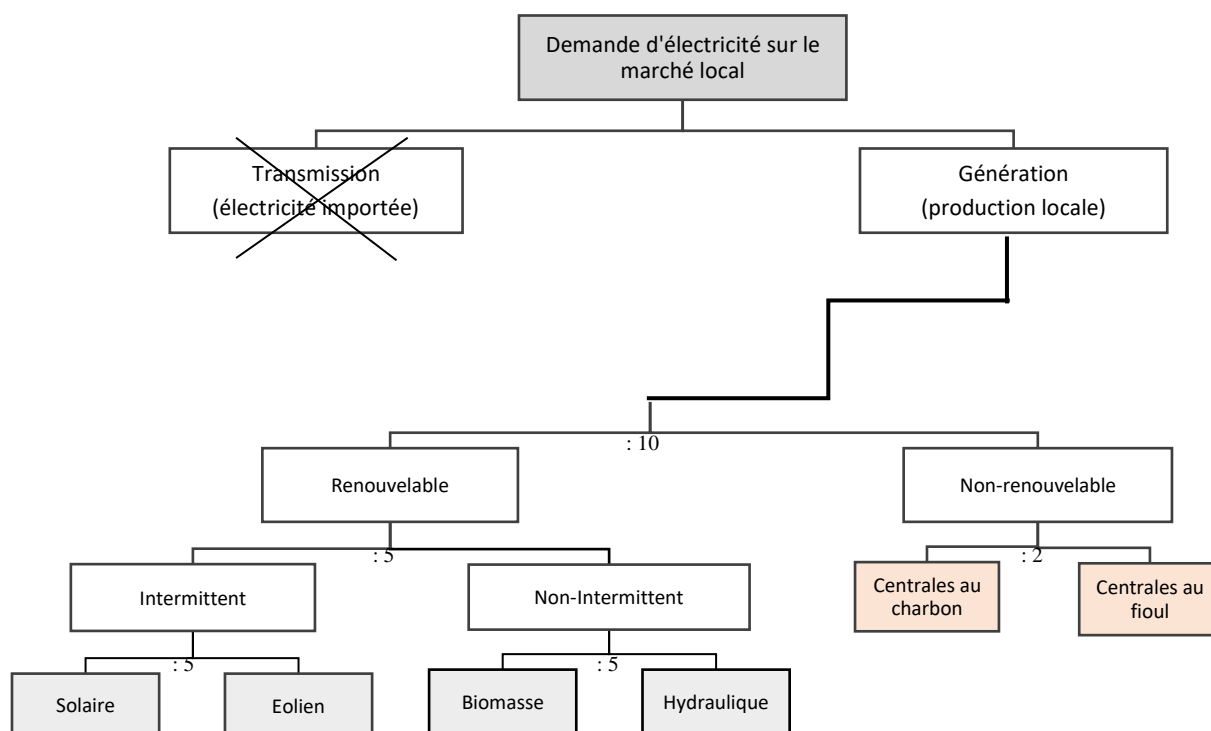 Demande d'électricité sur le
marché local
Transmission
(électricité importée)
Génération
(production locale)
: 10
Renouvelable
Non-renouvelable
: 5
: 2
Intermittent
Non-Intermittent
Centrales au
charbon
Centrales au
fioul
: 5
: 5
Solaire
Eolien
Biomasse
Hydraulique